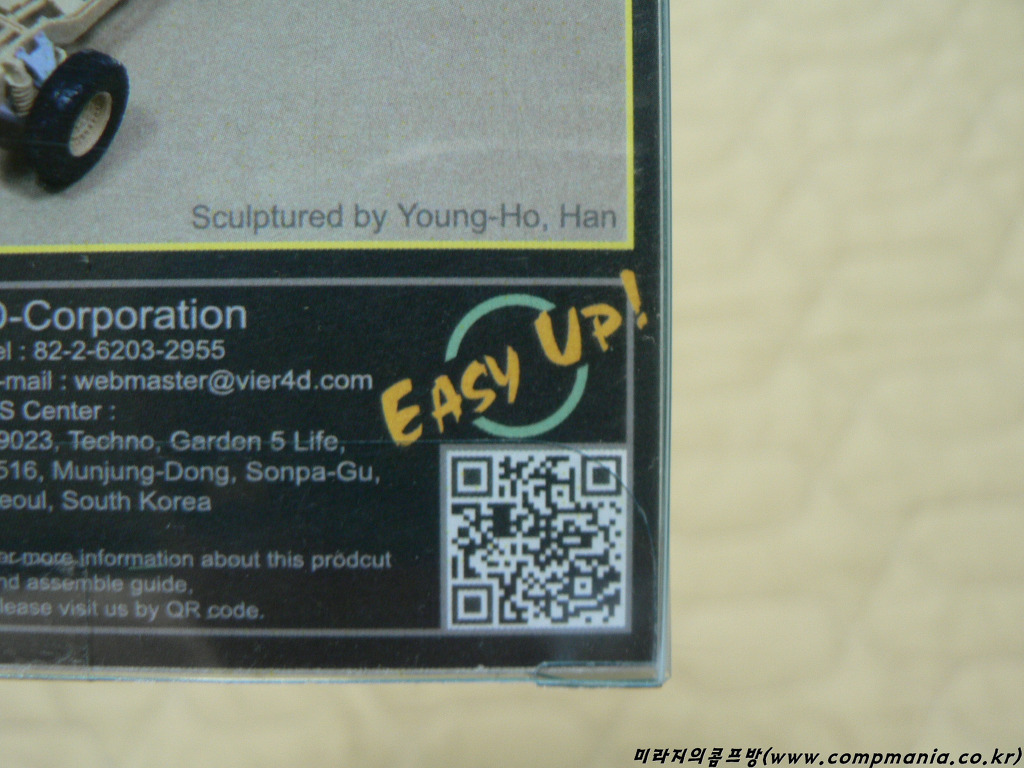 Sculptured by Young-Ho, Han
D-Corporation
el : 82-2-6203-2955
-mail : webmaster@vier4d.com
S Center :
9023, Techno, Garden 5 Life,
516, Munjung-Dong, Sonpa-Gu,
eoul, South Korea
EASY UP!
er more information about this prodcut
nd assemble guide,
lease visit us by QR code.
미라지의콤프방(www.compmania.co.kr)